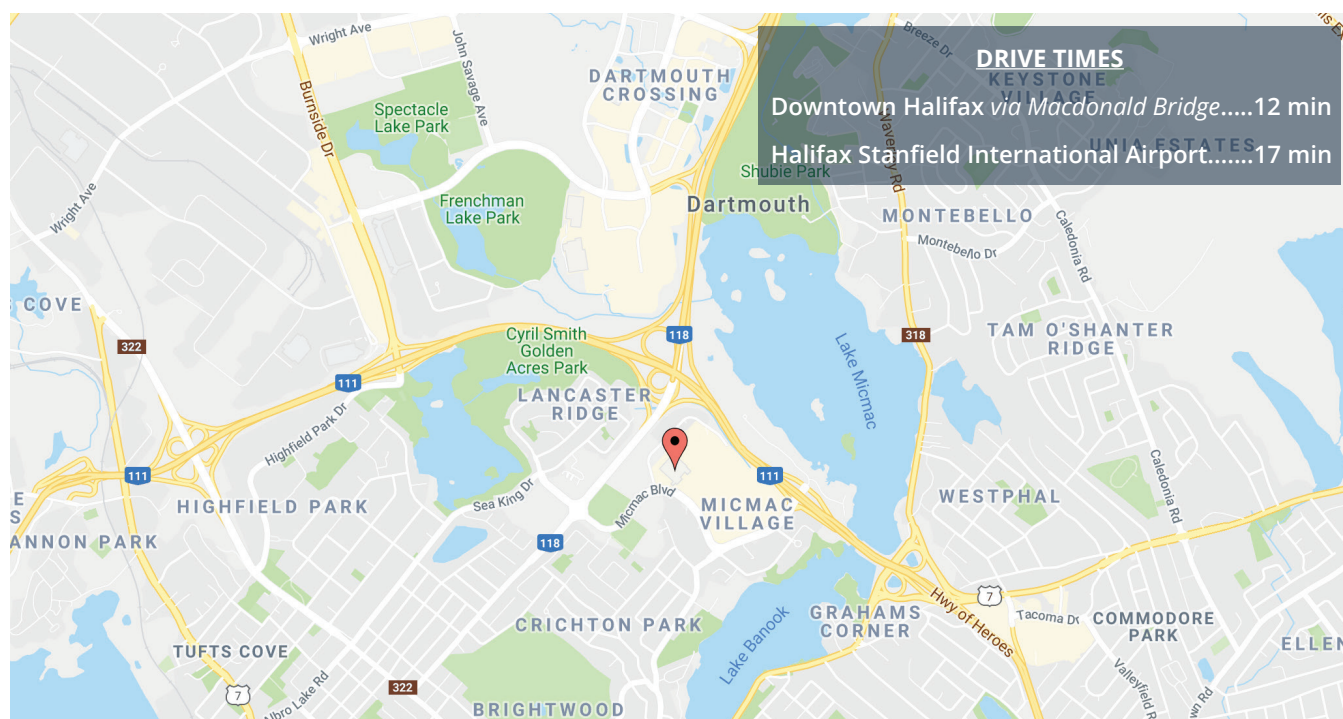 DRIVE TIMES
Downtown Halifax via Macdonald Bridge.....12 min
Halifax Stanfield International Airport.......17 min
Wright Ave
John Savage Ave
Burnside Dr
DARTMOUTH
CROSSING
Breeze Dr
KEYSTONE
VILLAGE
Spectacle
Lake Park
Waverley Rd
UNIA ESTATES
Shubie Park
Wright Ave
Frenchman
Lake Park
Dartmouth
MONTEBELLO
Montebello Dr
Caledonia Rd
COVE
322
Cyril Smith
Golden
Acres Park
118
318
TAM O'SHANTER
RIDGE
Lake Micmac
111
LANCASTER
RIDGE
Highfield Park Dr
111
111
Caledonia Rd
HIGHFIELD PARK
Sea King Dr
Micmac Blvd
MICMAC
VILLAGE
WESTPHAL
E
S
ANNON PARK
118
7
Hwy of Heroes
Tacoma Dr
COMMODORE
PARK
CRICHTON PARK
Lake Banook
GRAHAMS
CORNER
ELLEN
TUFTS COVE
Valleyfield R
wn Rd
7
Albro Lake Rd
322
BRIGHTWOOD